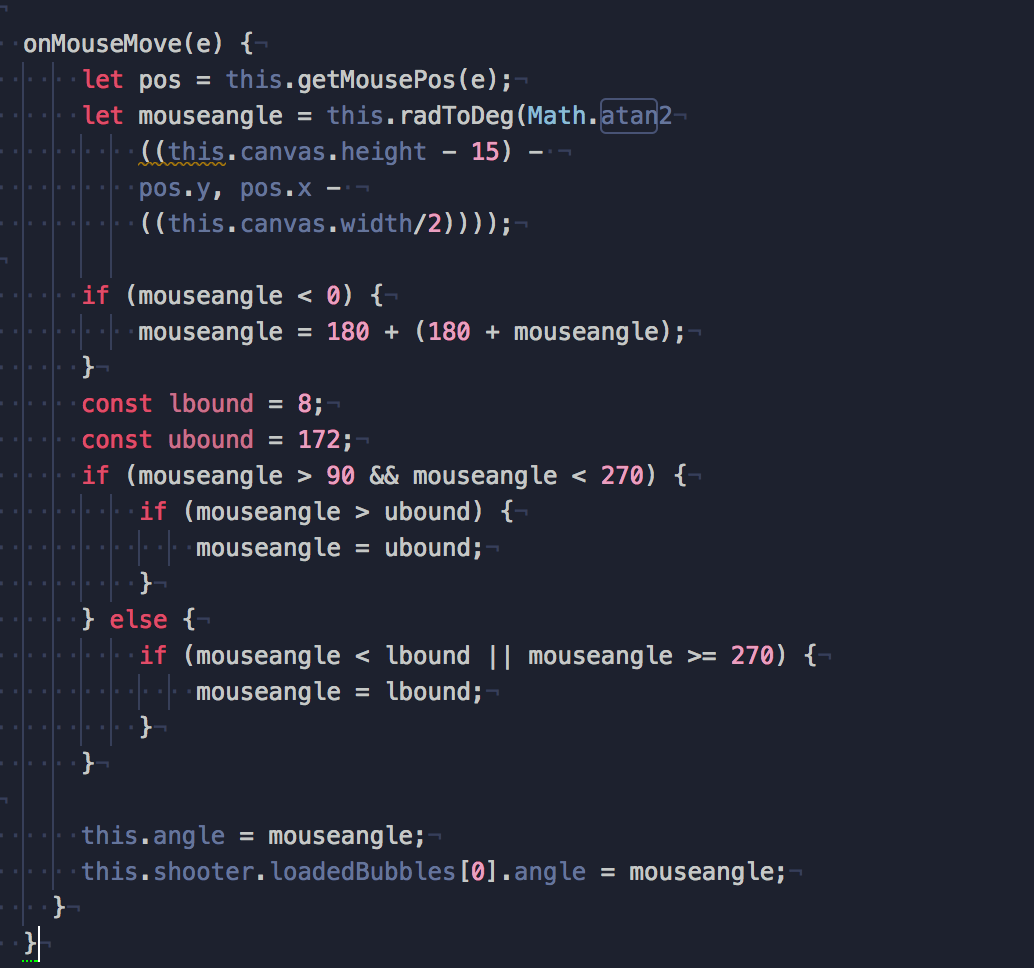 onMouseMove(e) {
let pos = this.getMousePos(e);
let mouseangle = this.radToDeg(Math.atan2
((this.canvas.height - 15) -
pos.y, pos.x -
((this.canvas.width/2))));
if (mouseangle < 0) {
mouseangle = 180 + (180 + mouseangle);
}
const lbound = 8;
const ubound = 172;
if (mouseangle > 90 && mouseangle < 270) {
if (mouseangle > ubound) {
mouseangle = ubound;
}
} else {
if (mouseangle < lbound || mouseangle >= 270) {
mouseangle = lbound;
}
}
this.angle = mouseangle;
this.shooter.loadedBubbles[0].angle = mouseangle;
}
}